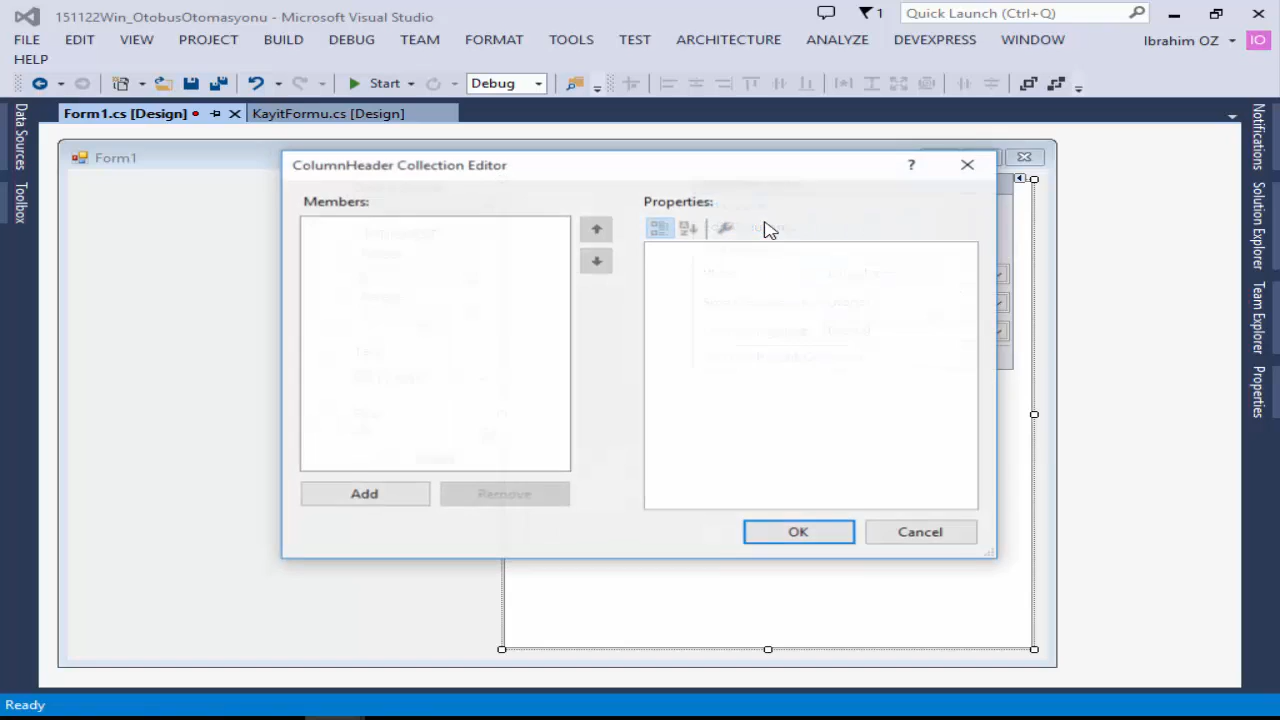 151122Win_OtobusOtomasyonu - Microsoft Visual Studio
1
Quick Launch (Ctrl+Q)
FILE EDIT VIEW PROJECT BUILD DEBUG TEAM FORMAT TOOLS TEST ARCHITECTURE ANALYZE DEVEXPRESS WINDOW
Ibrahim OZ
IO
HELP
Start
Debug
Form1.cs [Design]
KayitFormu.cs [Design]
Data Sources
Toolbox
Notifications
Solution Explorer
Team Explorer
Properties
Form1
ColumnHeader Collection Editor
?
Members:
Properties:
Add
Remove
OK
Cancel
Ready